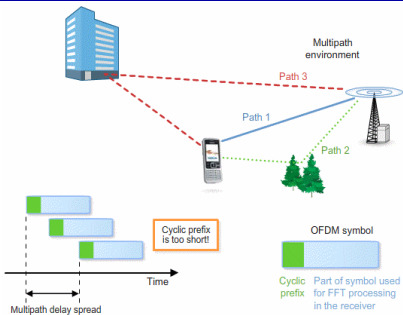 Multipath
environment
Path 3
Path 1
Path 2
Cyclic prefix
is too short!
OFDM symbol
Time
Cyclic
prefix
Part of symbol used
for FFT processing
in the receiver
Multipath delay spread